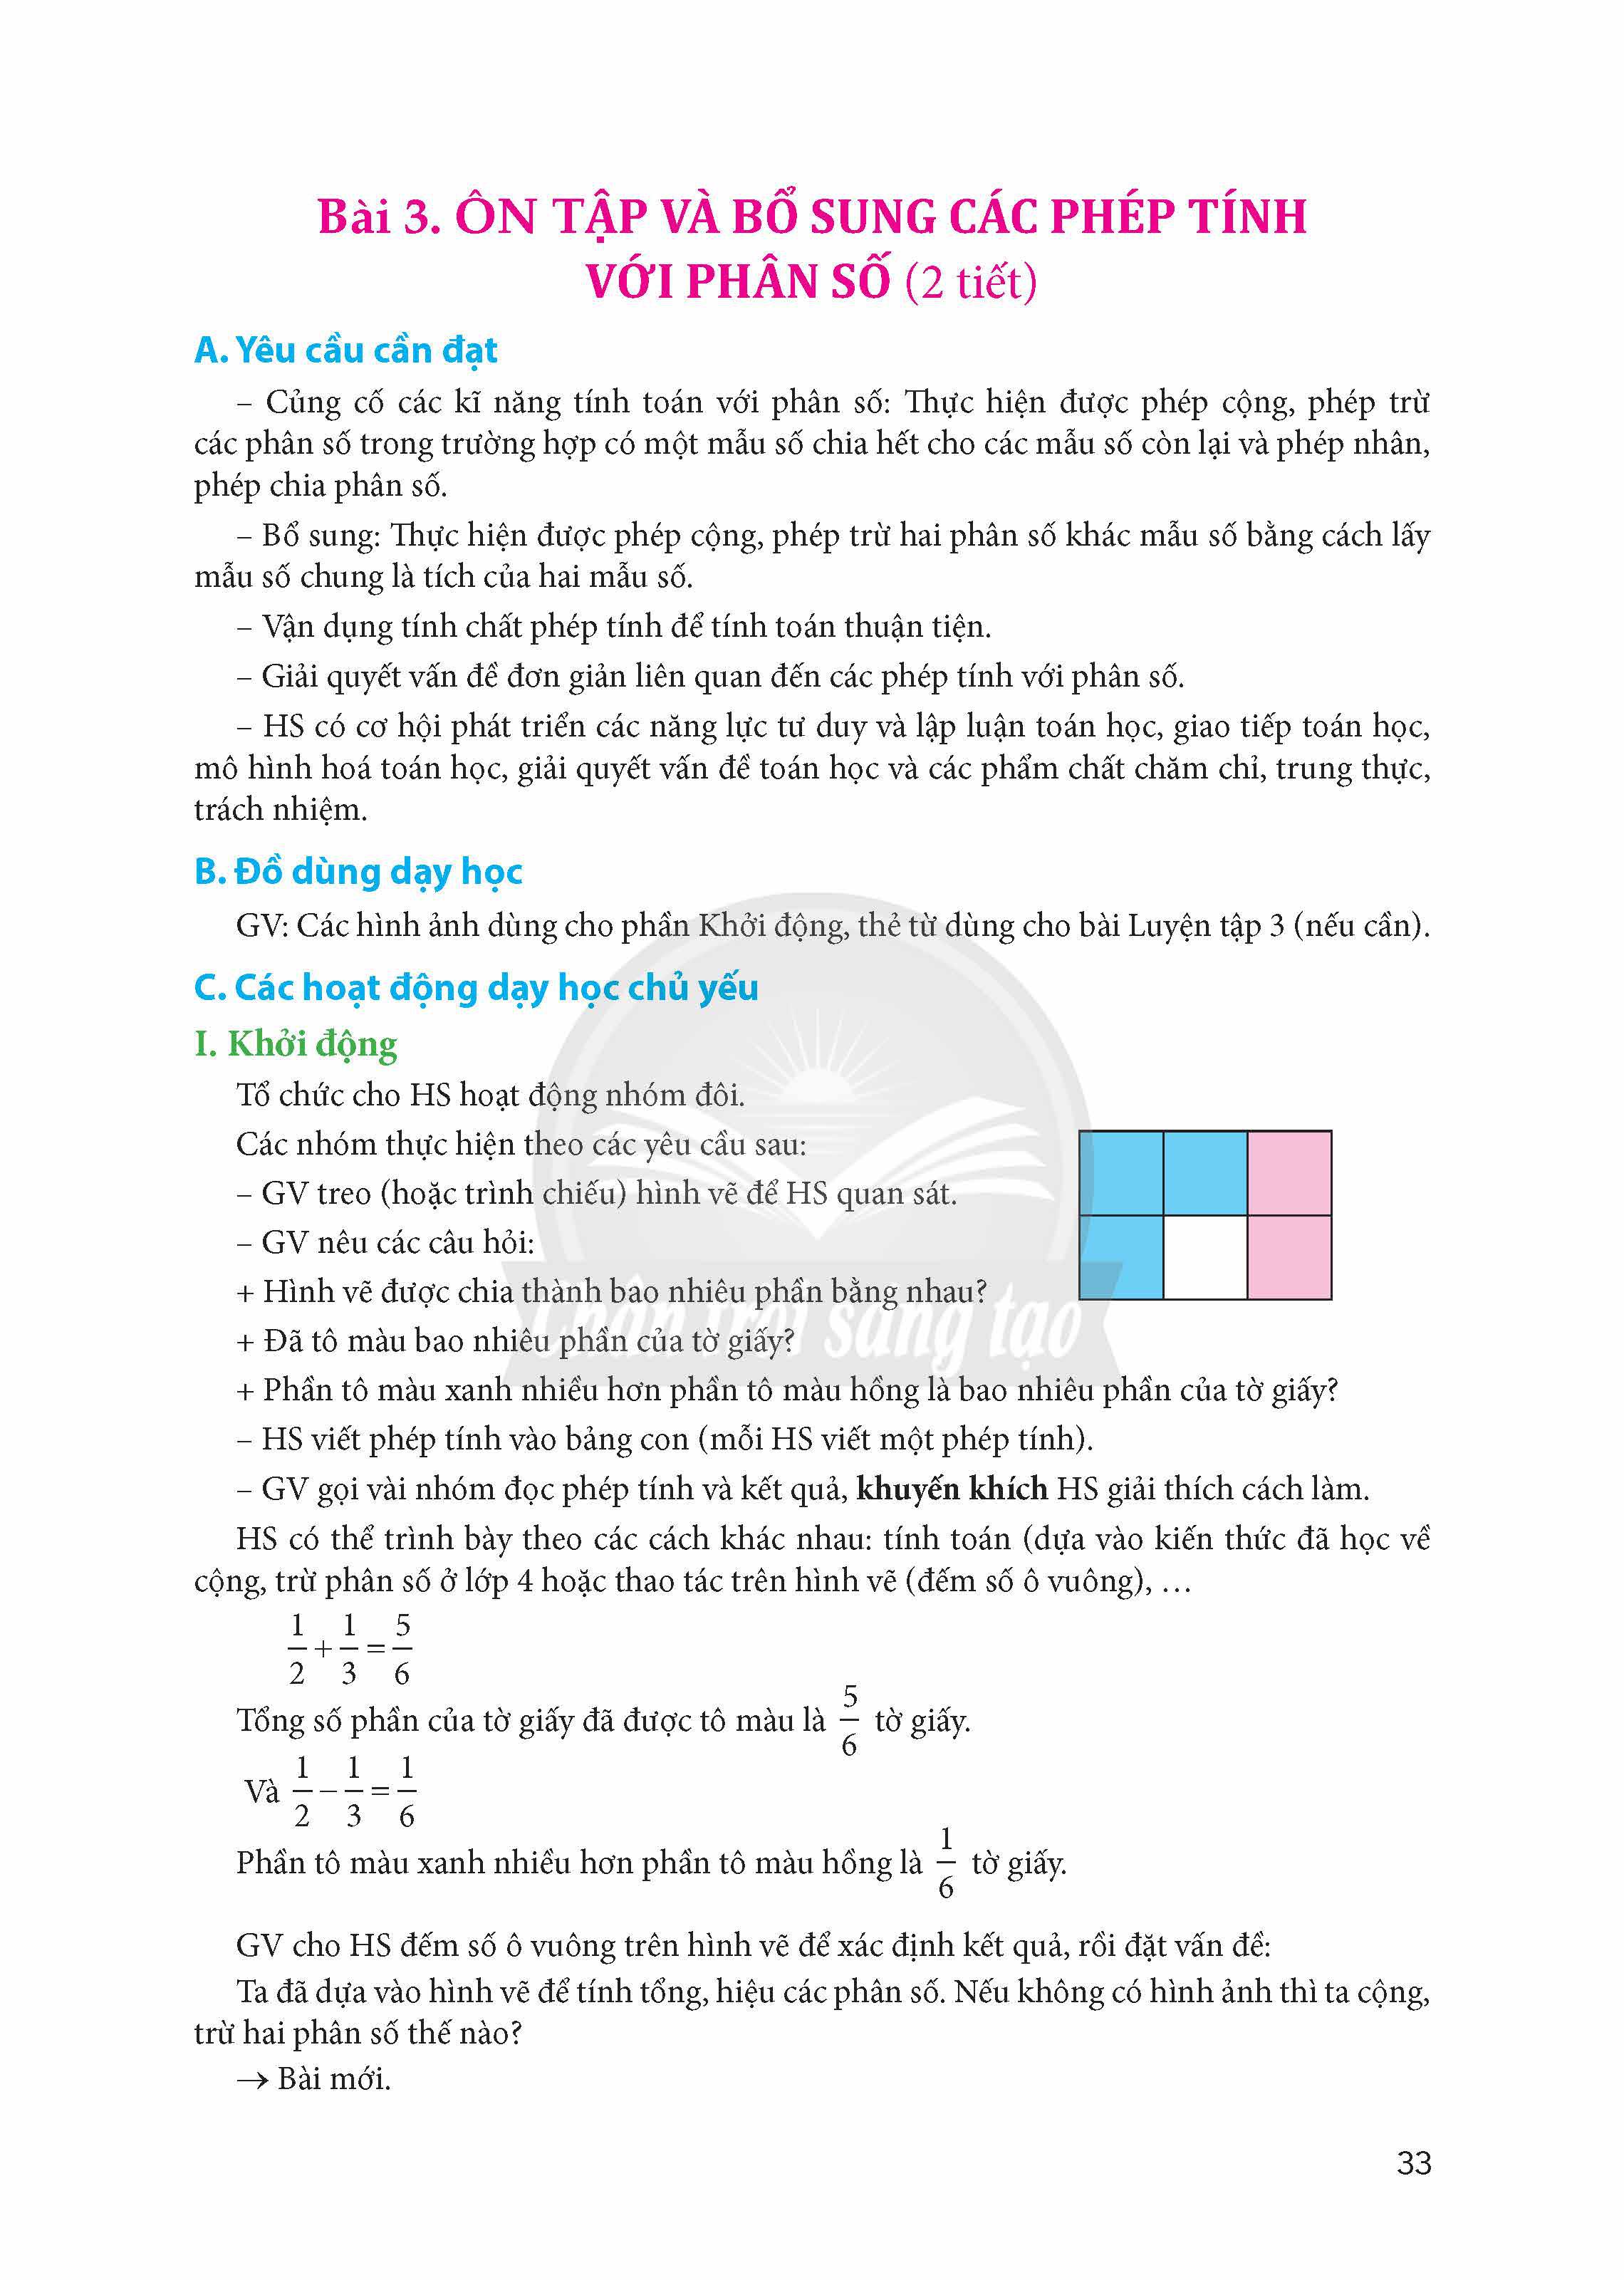 Bài 3. ÔN TẬP VÀ BỔ SUNG CÁC PHÉP TÍNH
VỚI PHÂN SỐ (2 tiết)
A. Yêu cầu cần đạt
– Củng cố các kĩ năng tính toán với phân số: Thực hiện được phép cộng, phép trừ
các phân số trong trường hợp có một mẫu số chia hết cho các mẫu số còn lại và phép nhân,
phép chia phân số.
– Bổ sung: Thực hiện được phép cộng, phép trừ hai phân số khác mẫu số bằng cách lấy
mẫu số chung là tích của hai mẫu số.
– Vận dụng tính chất phép tính để tính toán thuận tiện.
– Giải quyết vấn đề đơn giản liên quan đến các phép tính với phân số.
– HS có cơ hội phát triển các năng lực tư duy và lập luận toán học, giao tiếp toán học,
mô hình hoá toán học, giải quyết vấn đề toán học và các phẩm chất chăm chỉ, trung thực,
trách nhiệm.
B. Đồ dùng dạy học
GV: Các hình ảnh dùng cho phần Khởi động, thẻ từ dùng cho bài Luyện tập 3 (nếu cần).
C. Các hoạt động dạy học chủ yếu
I. Khởi động
Tổ chức cho HS hoạt động nhóm đôi.
Các nhóm thực hiện theo các yêu cầu sau:
– GV treo (hoặc trình chiếu) hình vẽ để HS quan sát.
– GV nêu các câu hỏi:
+ Hình vẽ được chia thành bao nhiêu phần bằng nhau?
+ Đã tô màu bao nhiêu phần của tờ giấy?
Chân trời sáng tạo
+ Phần tô màu xanh nhiều hơn phần tô màu hồng là bao nhiêu phần của tờ giấy?
– HS viết phép tính vào bảng con (mỗi HS viết một phép tính).
– GV gọi vài nhóm đọc phép tính và kết quả, khuyến khích HS giải thích cách làm.
HS có thể trình bày theo các cách khác nhau: tính toán (dựa vào kiến thức đã học về
cộng, trừ phân số ở lớp 4 hoặc thao tác trên hình vẽ (đếm số ô vuông), …
1/2 + 1/3 = 5/6
Tổng số phần của tờ giấy đã được tô màu là 5/6 tờ giấy.
Và 1/2 – 1/3 = 1/6
Phần tô màu xanh nhiều hơn phần tô màu hồng là 1/6 tờ giấy.
GV cho HS đếm số ô vuông trên hình vẽ để xác định kết quả, rồi đặt vấn đề:
Ta đã dựa vào hình vẽ để tính tổng, hiệu các phân số. Nếu không có hình ảnh thì ta cộng,
trừ hai phân số thế nào?
→ Bài mới.
33